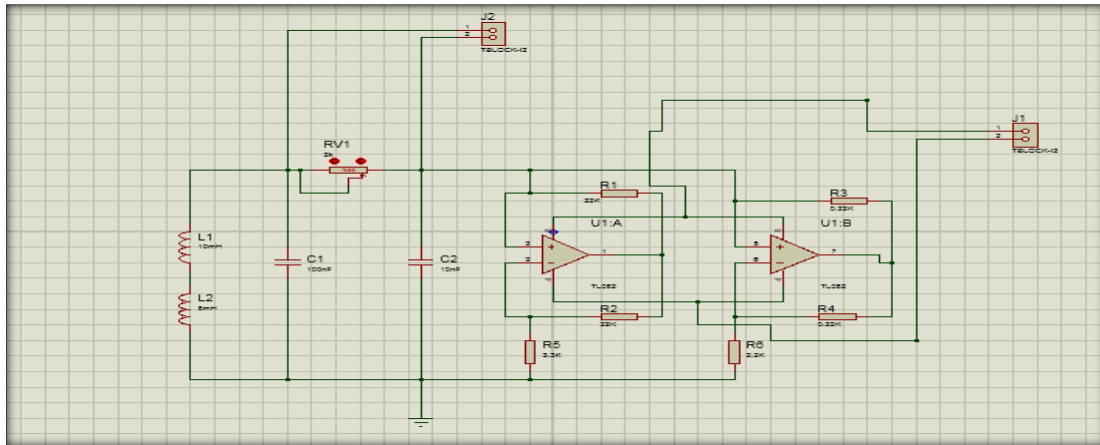 J2
1
2
TBLOCK-I2
J1
1
2
TBLOCK-I2
RV1
2k
R1
22K
R3
0.22K
U1:A
U1:B
L1
10mH
3
2
1
5
6
7
C1
100nF
C2
10nF
TL082
TL082
L2
8mH
R2
22K
R4
0.22K
R5
3.3K
R6
2.2K